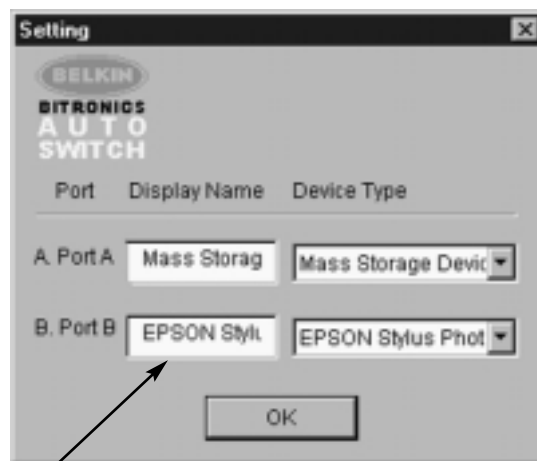 Setting
BELKIN
BITRONICS
AUTO
SWITCH
Port Display Name Device Type
A. Port A Mass Storag Mass Storage Devic
B. Port B EPSON Stylu EPSON Stylus Phot
OK